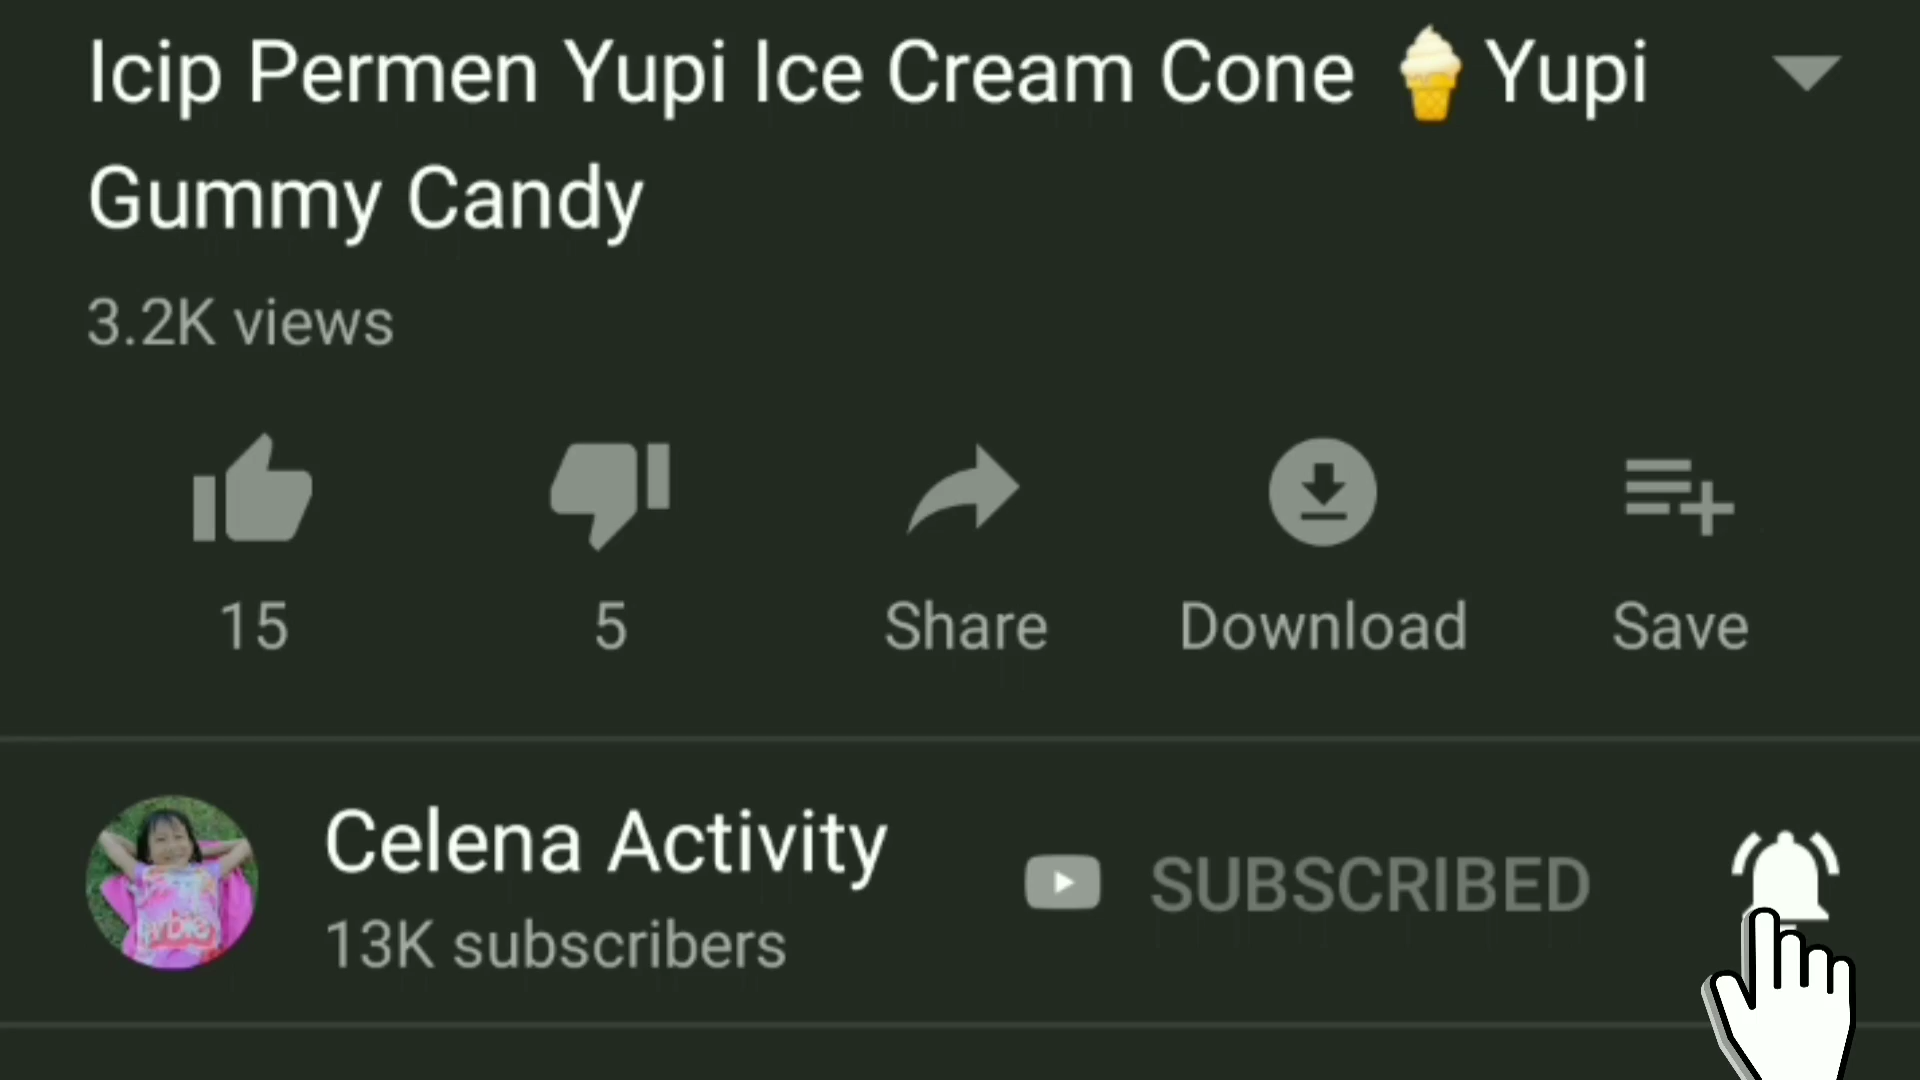 Icip Permen Yupi Ice Cream Cone 🍦 Yupi
Gummy Candy
3.2K views
15 5 Share Download Save
Celena Activity
SUBSCRIBED
13K subscribers